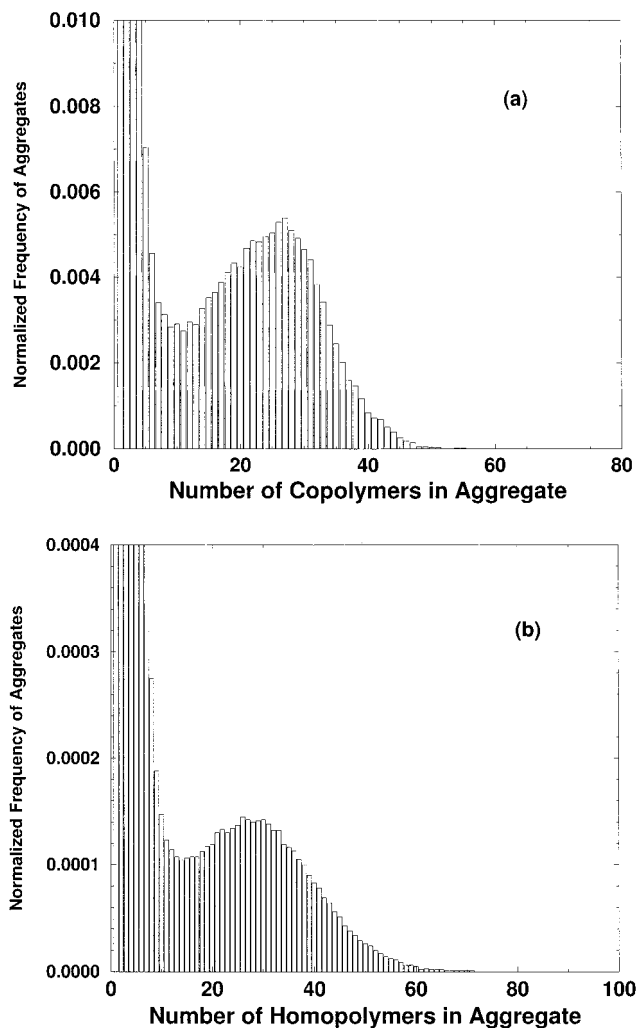 0.010
(a)
0.008
0.006
0.004
0.002
0.000
0 20 40 60 80
Normalized Frequency of Aggregates
Number of Copolymers in Aggregate
0.0004
(b)
0.0003
0.0002
0.0001
0.0000
0 20 40 60 80 100
Normalized Frequency of Aggregates
Number of Homopolymers in Aggregate